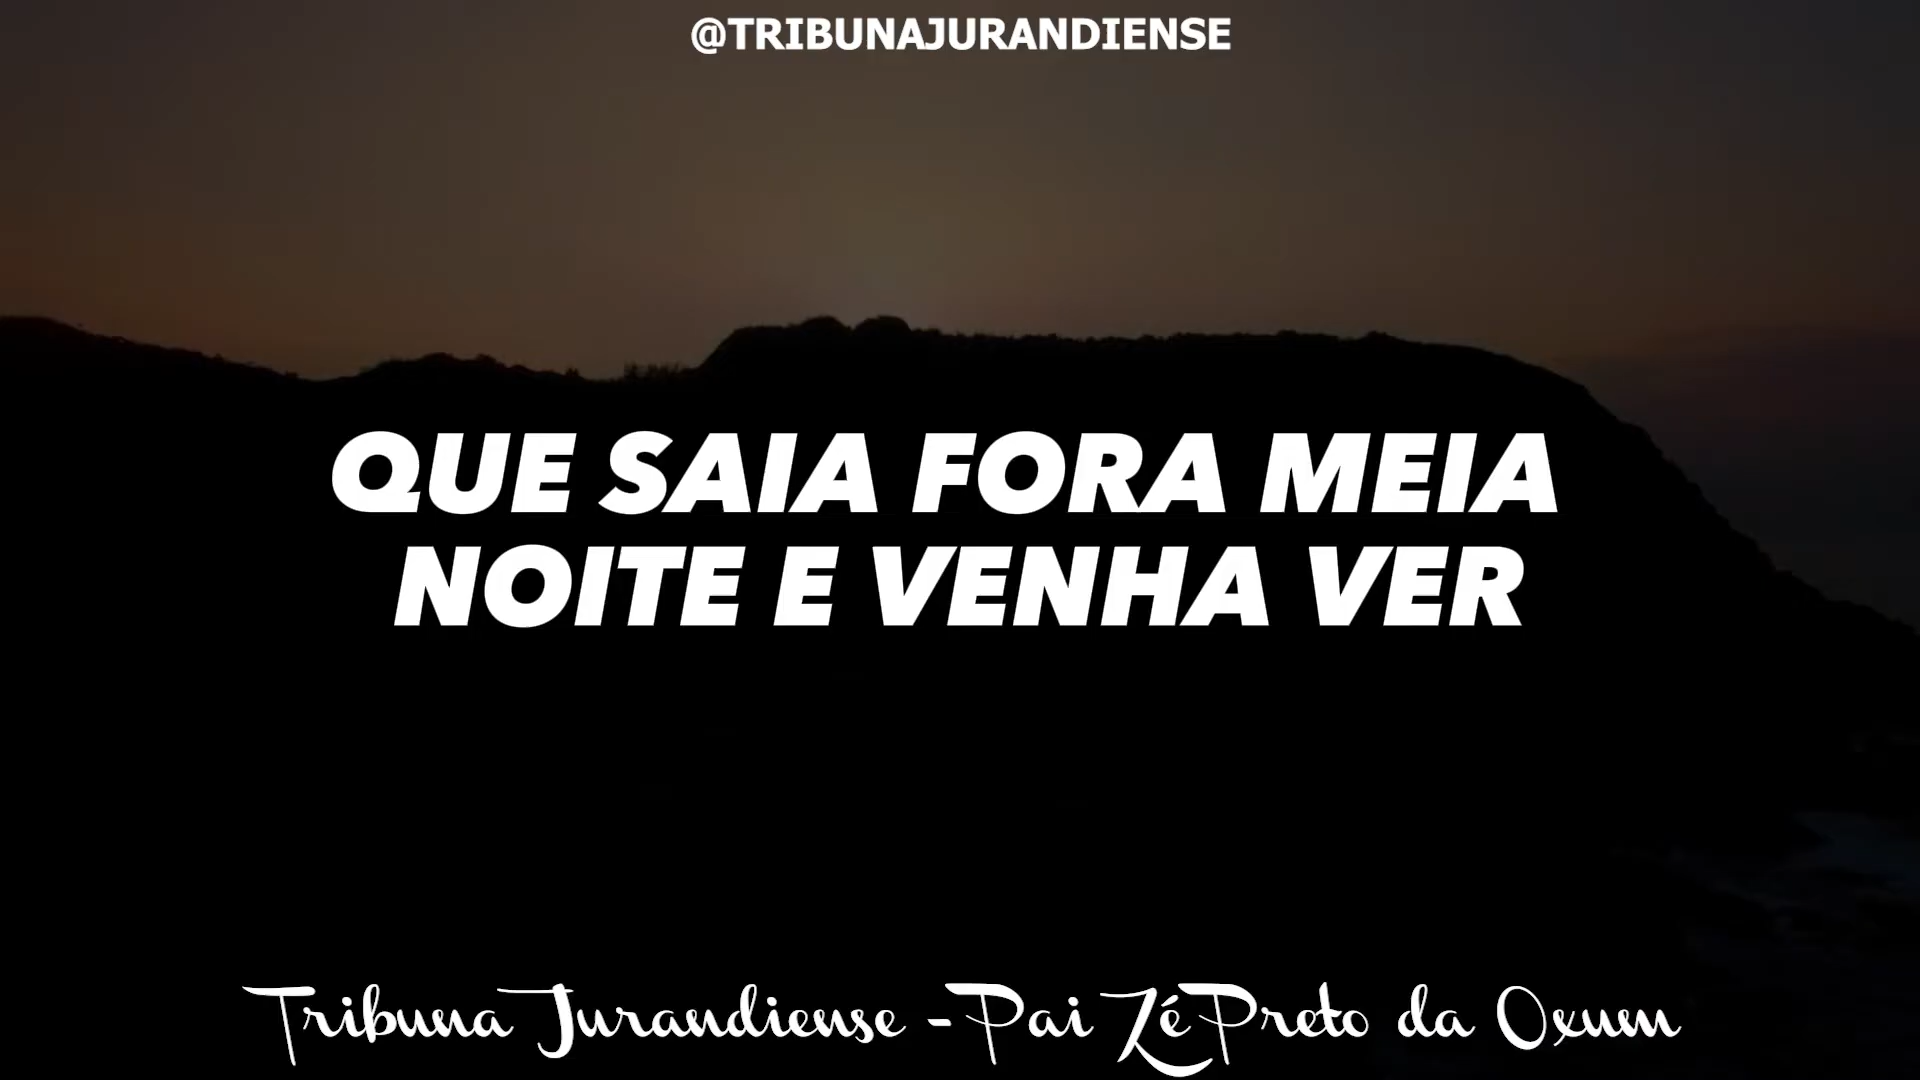 @TRIBUNAJURANDIENSE
QUE SAIA FORA MEIA
NOITE E VENHA VER
Tribuna Jurandiense - Pai Zé Preto da Oxum